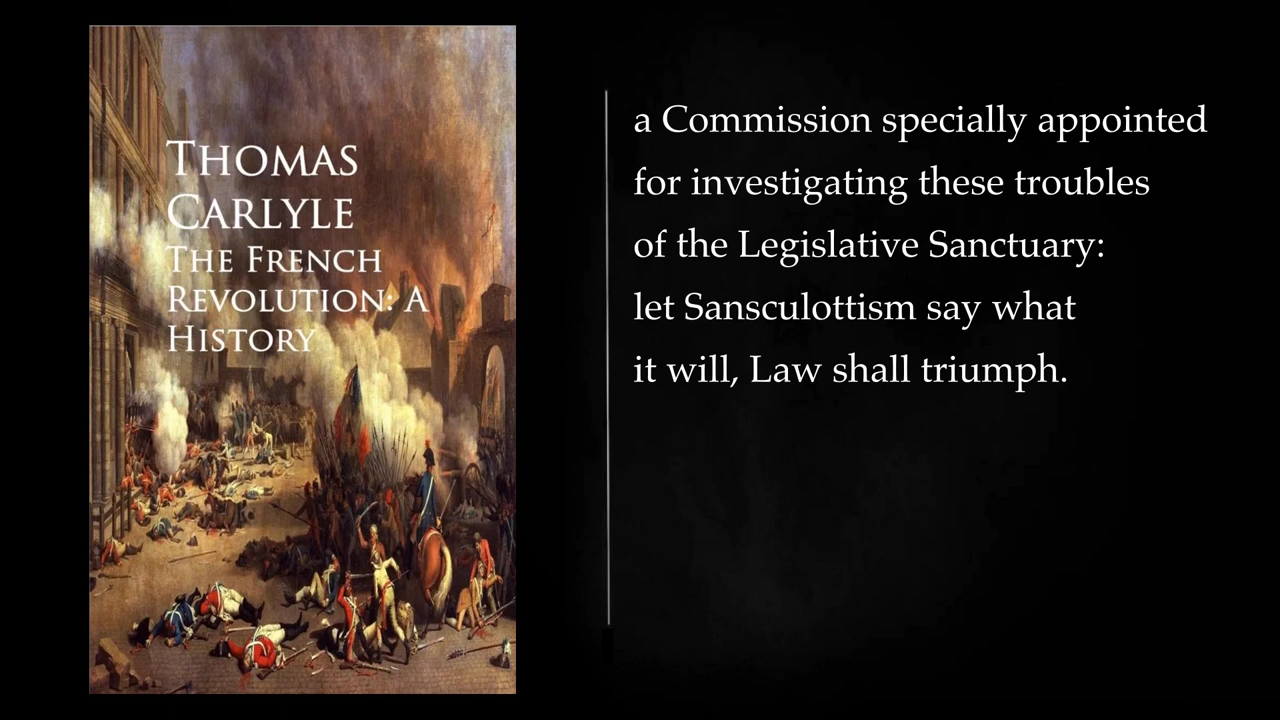 THOMAS
CARLYLE
THE FRENCH
REVOLUTION: A
HISTORY
a Commission specially appointed
for investigating these troubles
of the Legislative Sanctuary:
let Sansculottism say what
it will, Law shall triumph.